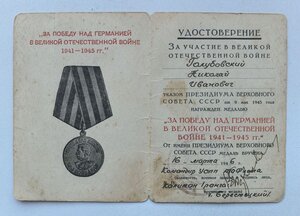 "ЗА ПОБЕДУ НАД ГЕРМАНИЕЙ
В ВЕЛИКОЙ ОТЕЧЕСТВЕННОЙ ВОЙНЕ
1941—1945 гг."
УДОСТОВЕРЕНИЕ
ЗА УЧАСТИЕ В ВЕЛИКОЙ
ОТЕЧЕСТВЕННОЙ ВОЙНЕ
Голубовский
Николай
Иванович
УКАЗОМ ПРЕЗИДИУМА ВЕРХОВНОГО
СОВЕТА СССР от 9 мая 1945 года
НАГРАЖДЕН МЕДАЛЬЮ
"ЗА ПОБЕДУ НАД ГЕРМАНИЕЙ
В ВЕЛИКОЙ ОТЕЧЕСТВЕННОЙ
ВОЙНЕ 1941—1945 гг."
ОТ ИМЕНИ ПРЕЗИДИУМА ВЕРХОВНОГО
СОВЕТА СССР МЕДАЛЬ ВРУЧЕНА
16 марта 1946 г.
Командир